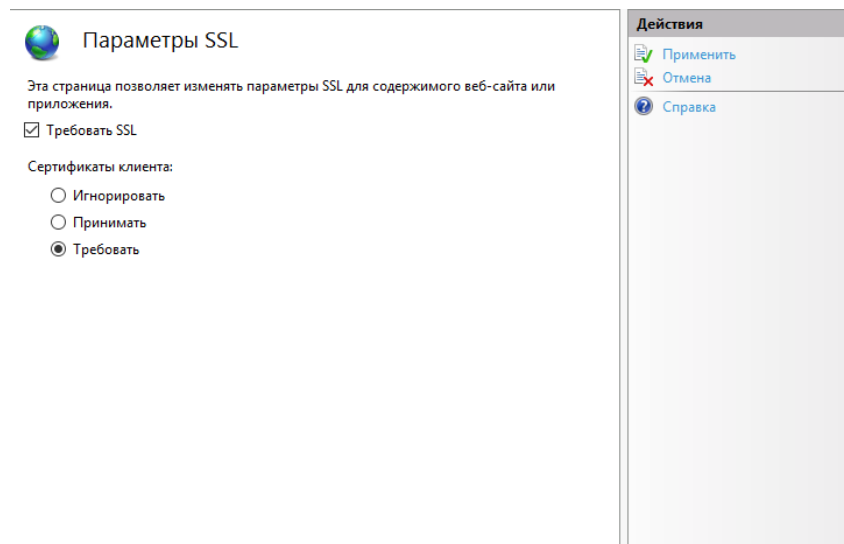 Параметры SSL
Эта страница позволяет изменять параметры SSL для содержимого веб-сайта или
приложения.
Требовать SSL
Сертификаты клиента:
Игнорировать
Принимать
Требовать
Действия
Применить
Отмена
Справка